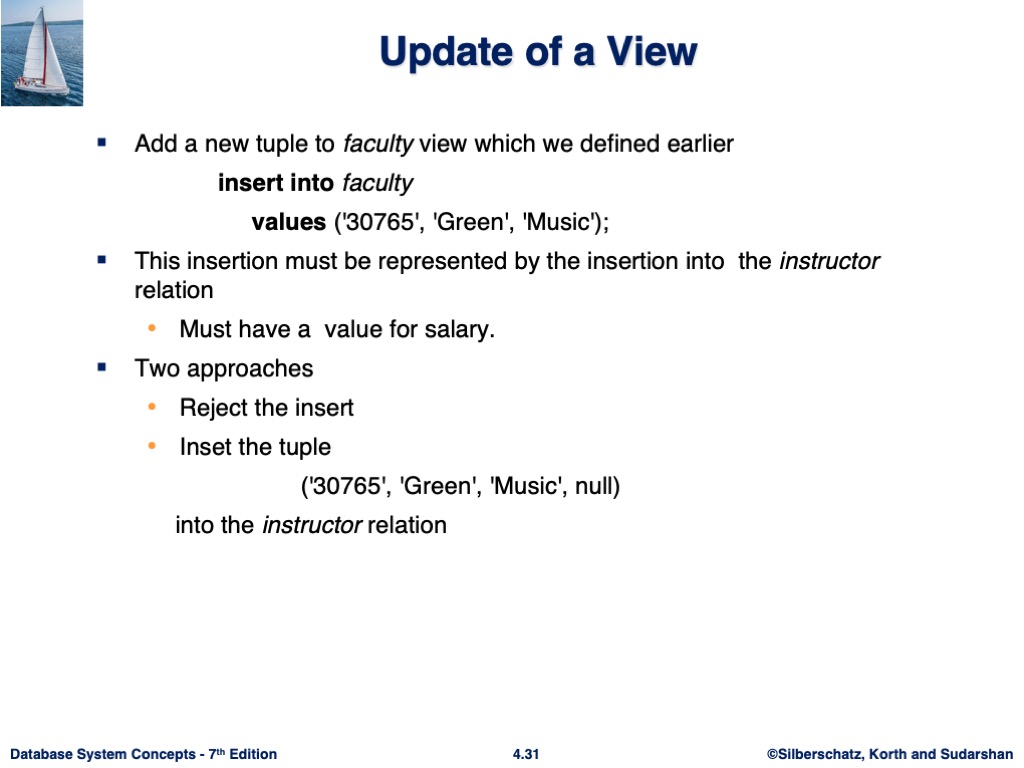 Update of a View
▪ Add a new tuple to faculty view which we defined earlier
insert into faculty
values ('30765', 'Green', 'Music');
▪ This insertion must be represented by the insertion into  the instructor
relation
• Must have a  value for salary.
▪ Two approaches
• Reject the insert
• Inset the tuple
('30765', 'Green', 'Music', null)
into the instructor relation
Database System Concepts - 7th Edition
4.31
©Silberschatz, Korth and Sudarshan